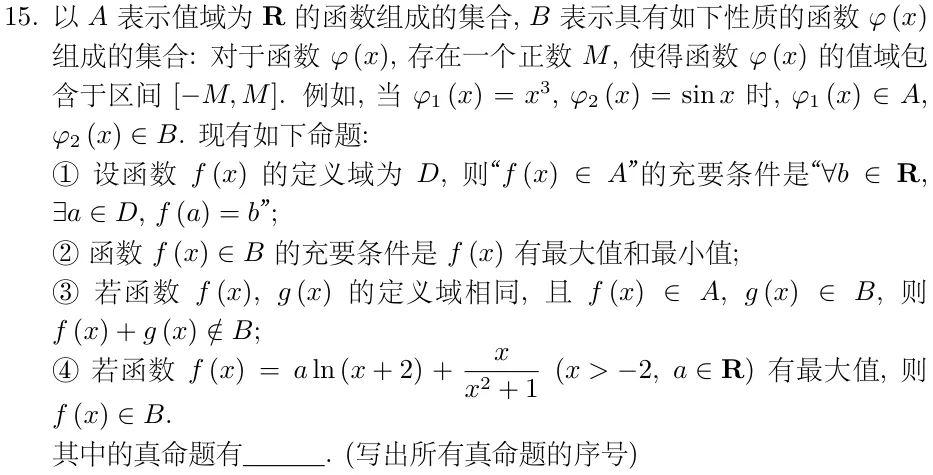 15. 以 A 表示值域为 R 的函数组成的集合, B 表示具有如下性质的函数 φ(x)
组成的集合: 对于函数 φ(x), 存在一个正数 M, 使得函数 φ(x) 的值域包
含于区间 [−M, M]. 例如, 当 φ₁(x) = x³, φ₂(x) = sin x 时, φ₁(x) ∈ A,
φ₂(x) ∈ B. 现有如下命题:
① 设函数 f(x) 的定义域为 D, 则“f(x) ∈ A”的充要条件是“∀b ∈ R,
∃a ∈ D, f(a) = b”;
② 函数 f(x) ∈ B 的充要条件是 f(x) 有最大值和最小值;
③ 若函数 f(x), g(x) 的定义域相同, 且 f(x) ∈ A, g(x) ∈ B, 则
f(x) + g(x) ∉ B;
④ 若函数 f(x) = a ln(x + 2) + x/(x² + 1) (x > −2, a ∈ R) 有最大值, 则
f(x) ∈ B.
其中的真命题有______. (写出所有真命题的序号)